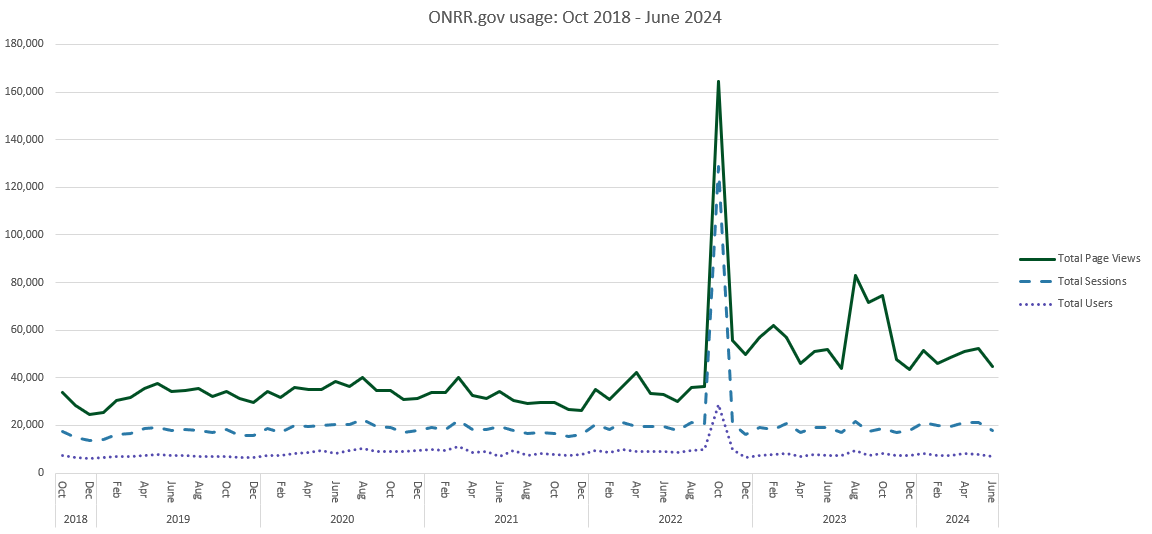 ONRR.gov usage: Oct 2018 - June 2024
180,000
160,000
140,000
120,000
100,000
80,000
60,000
40,000
20,000
0
Total Page Views
Total Sessions
Total Users
Oct Dec Feb Apr June Aug Oct Dec Feb Apr June Aug Oct Dec Feb Apr June Aug Oct Dec Feb Apr June Aug Oct Dec Feb Apr June Aug Oct Dec Feb Apr June
2018 2019 2020 2021 2022 2023 2024